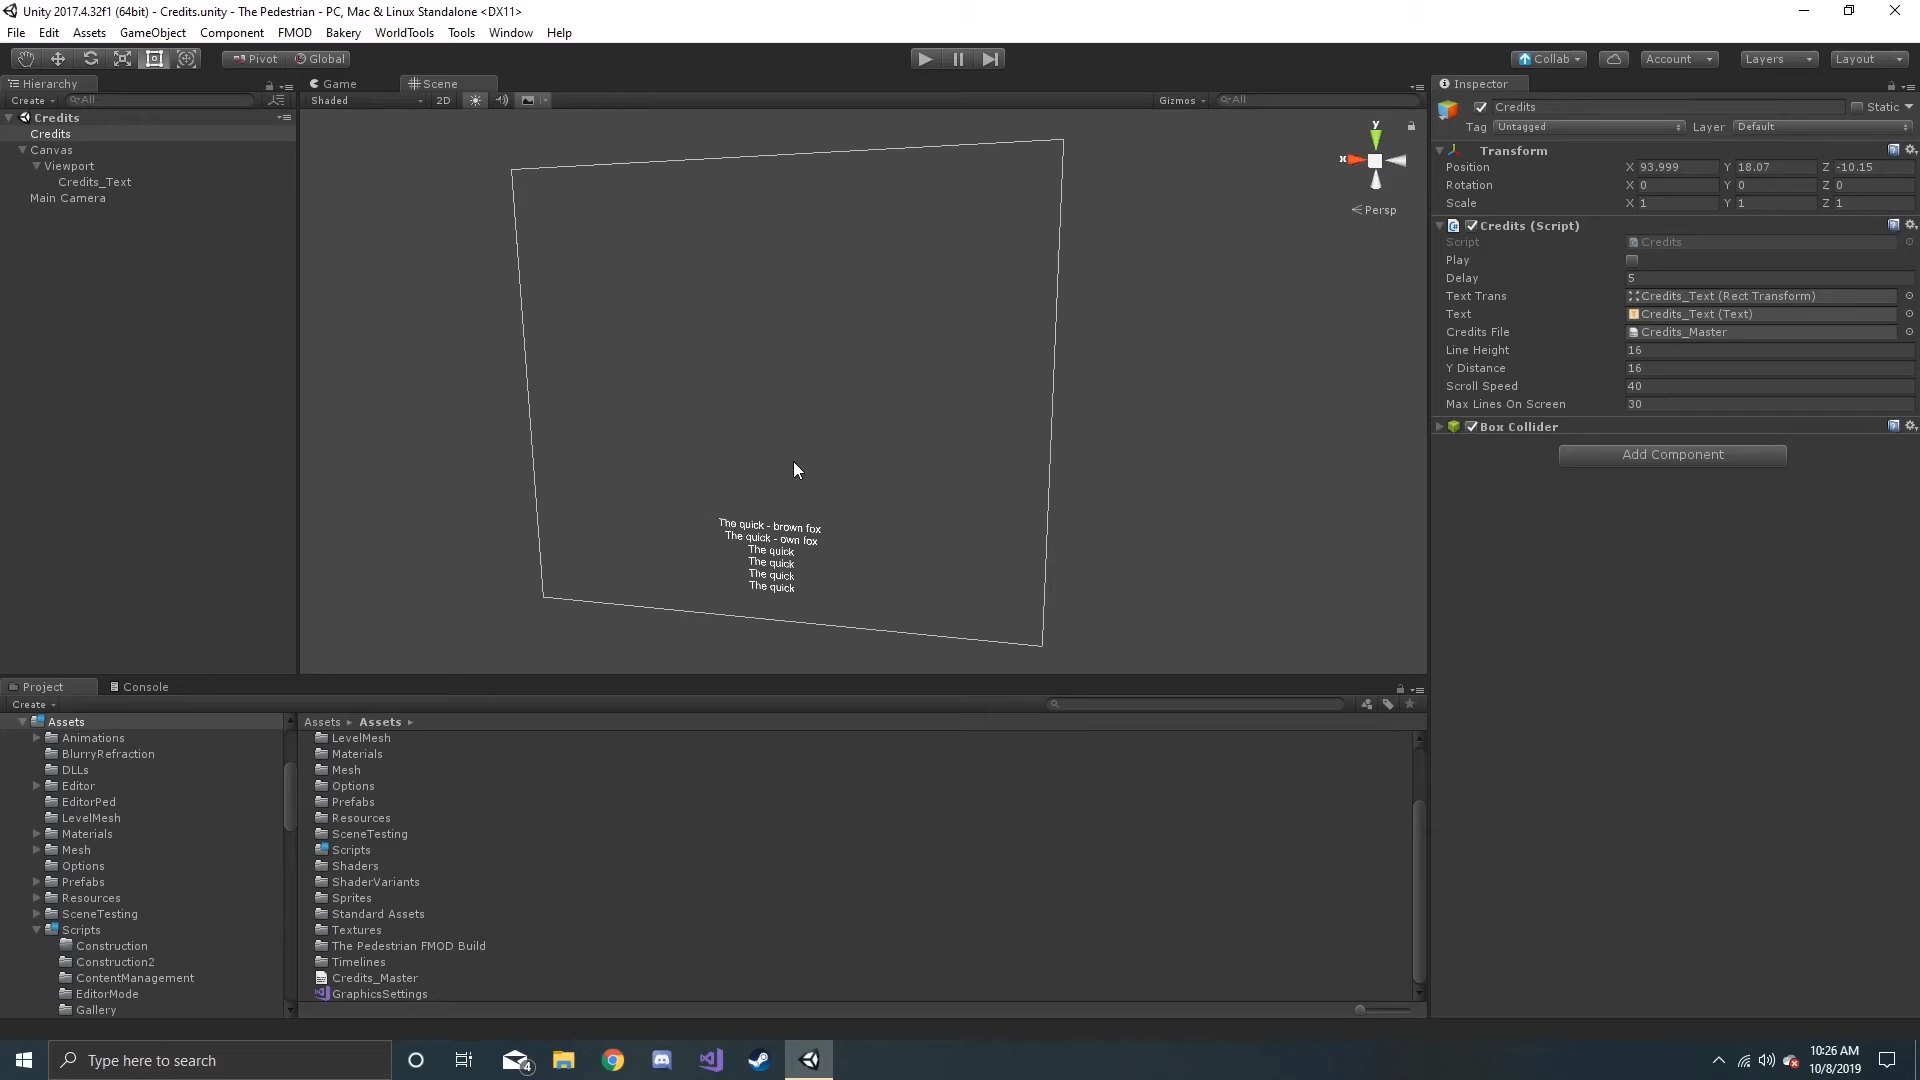 Unity 2017.4.32f1 (64bit) - Credits.unity - The Pedestrian - PC, Mac & Linux Standalone <DX11>
File Edit Assets GameObject Component FMOD Bakery WorldTools Tools Window Help
Pivot Global Collab Account Layers Layout
Hierarchy
Create All
Credits
Credits
Canvas
Viewport
Credits_Text
Main Camera
Game Scene
Shaded 2D Gizmos All
y
x
Persp
The quick - brown fox
The quick - own fox
The quick
The quick
The quick
The quick
Inspector
Credits Static
Tag Untagged Layer Default
Transform
Position X 93.999 Y 18.07 Z -10.15
Rotation X 0 Y 0 Z 0
Scale X 1 Y 1 Z 1
Credits (Script)
Script Credits
Play
Delay 5
Text Trans Credits_Text (Rect Transform)
Text Credits_Text (Text)
Credits File Credits_Master
Line Height 16
Y Distance 16
Scroll Speed 40
Max Lines On Screen 30
Box Collider
Add Component
Project Console
Create
Assets
Animations
BlurryRefraction
DLLs
Editor
EditorPed
LevelMesh
Materials
Mesh
Options
Prefabs
Resources
SceneTesting
Scripts
Construction
Construction2
ContentManagement
EditorMode
Gallery
Assets Assets
LevelMesh
Materials
Mesh
Options
Prefabs
Resources
SceneTesting
Scripts
Shaders
ShaderVariants
Sprites
Standard Assets
Textures
The Pedestrian FMOD Build
Timelines
Credits_Master
GraphicsSettings
Type here to search
4
10:26 AM
10/8/2019